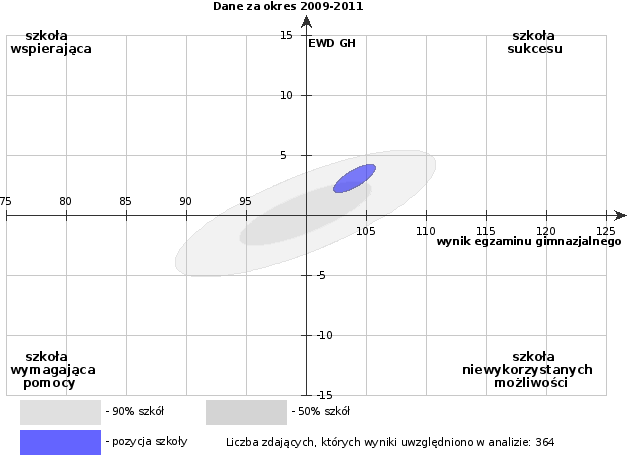 Dane za okres 2009-2011
szkoła
wspierająca
15
EWD GH
szkoła
sukcesu
10
5
75
80
90
95
105
110
115
120
125
wynik egzaminu gimnazjalnego
-5
-10
szkoła
wymagająca
pomocy
szkoła
niewykorzystanych
możliwości
-15
- 90% szkół
- 50% szkół
- pozycja szkoły
Liczba zdających, których wyniki uwzględniono w analizie: 364